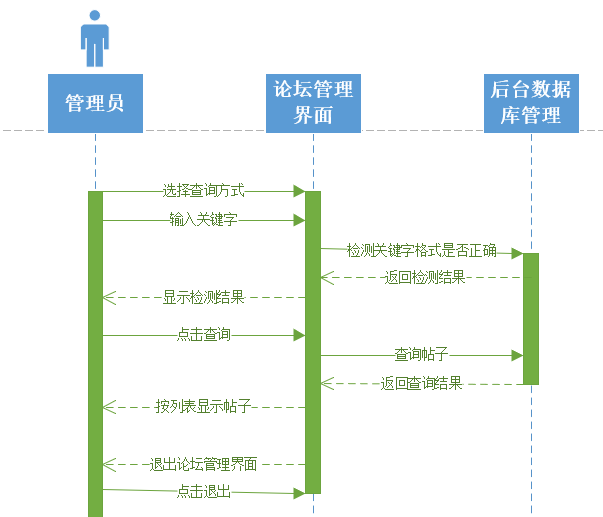 管理员
论坛管理
界面
后台数据
库管理
选择查询方式
输入关键字
检测关键字格式是否正确
返回检测结果
显示检测结果
点击查询
查询帖子
返回查询结果
按列表显示帖子
退出论坛管理界面
点击退出